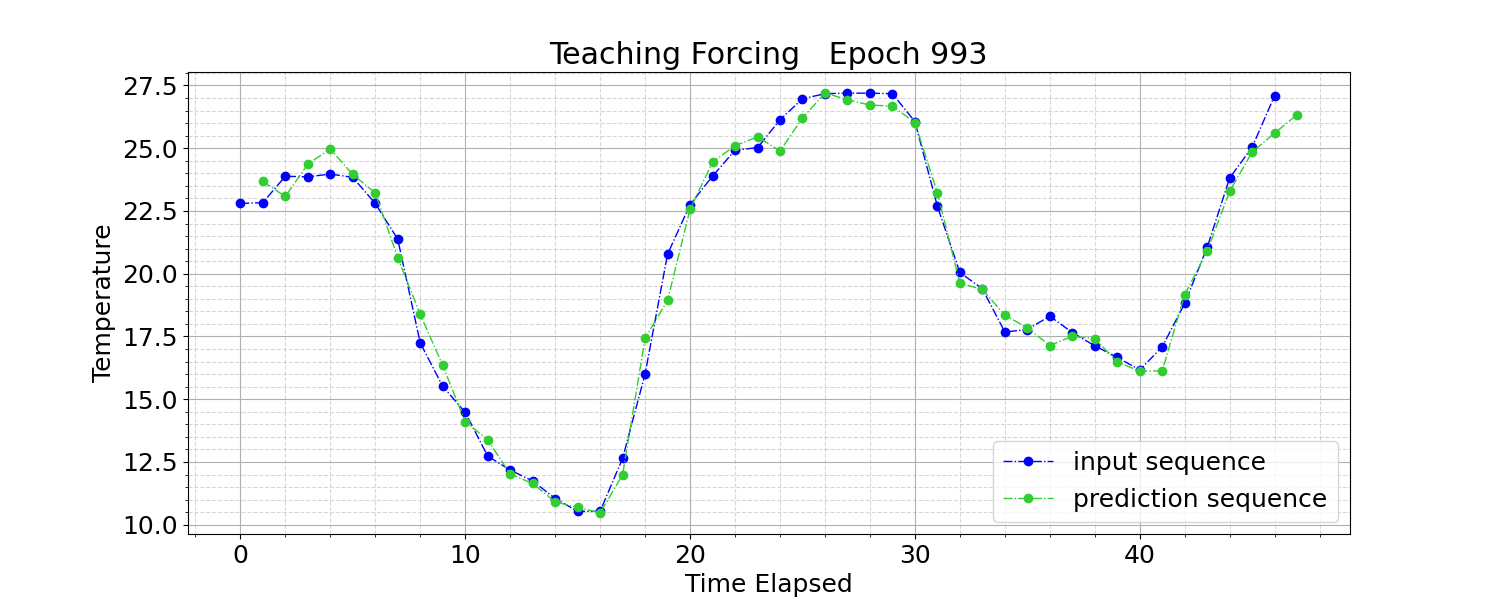 Teaching Forcing   Epoch 993
27.5
25.0
22.5
20.0
17.5
15.0
12.5
10.0
Temperature
0 10 20 30 40
Time Elapsed
input sequence
prediction sequence